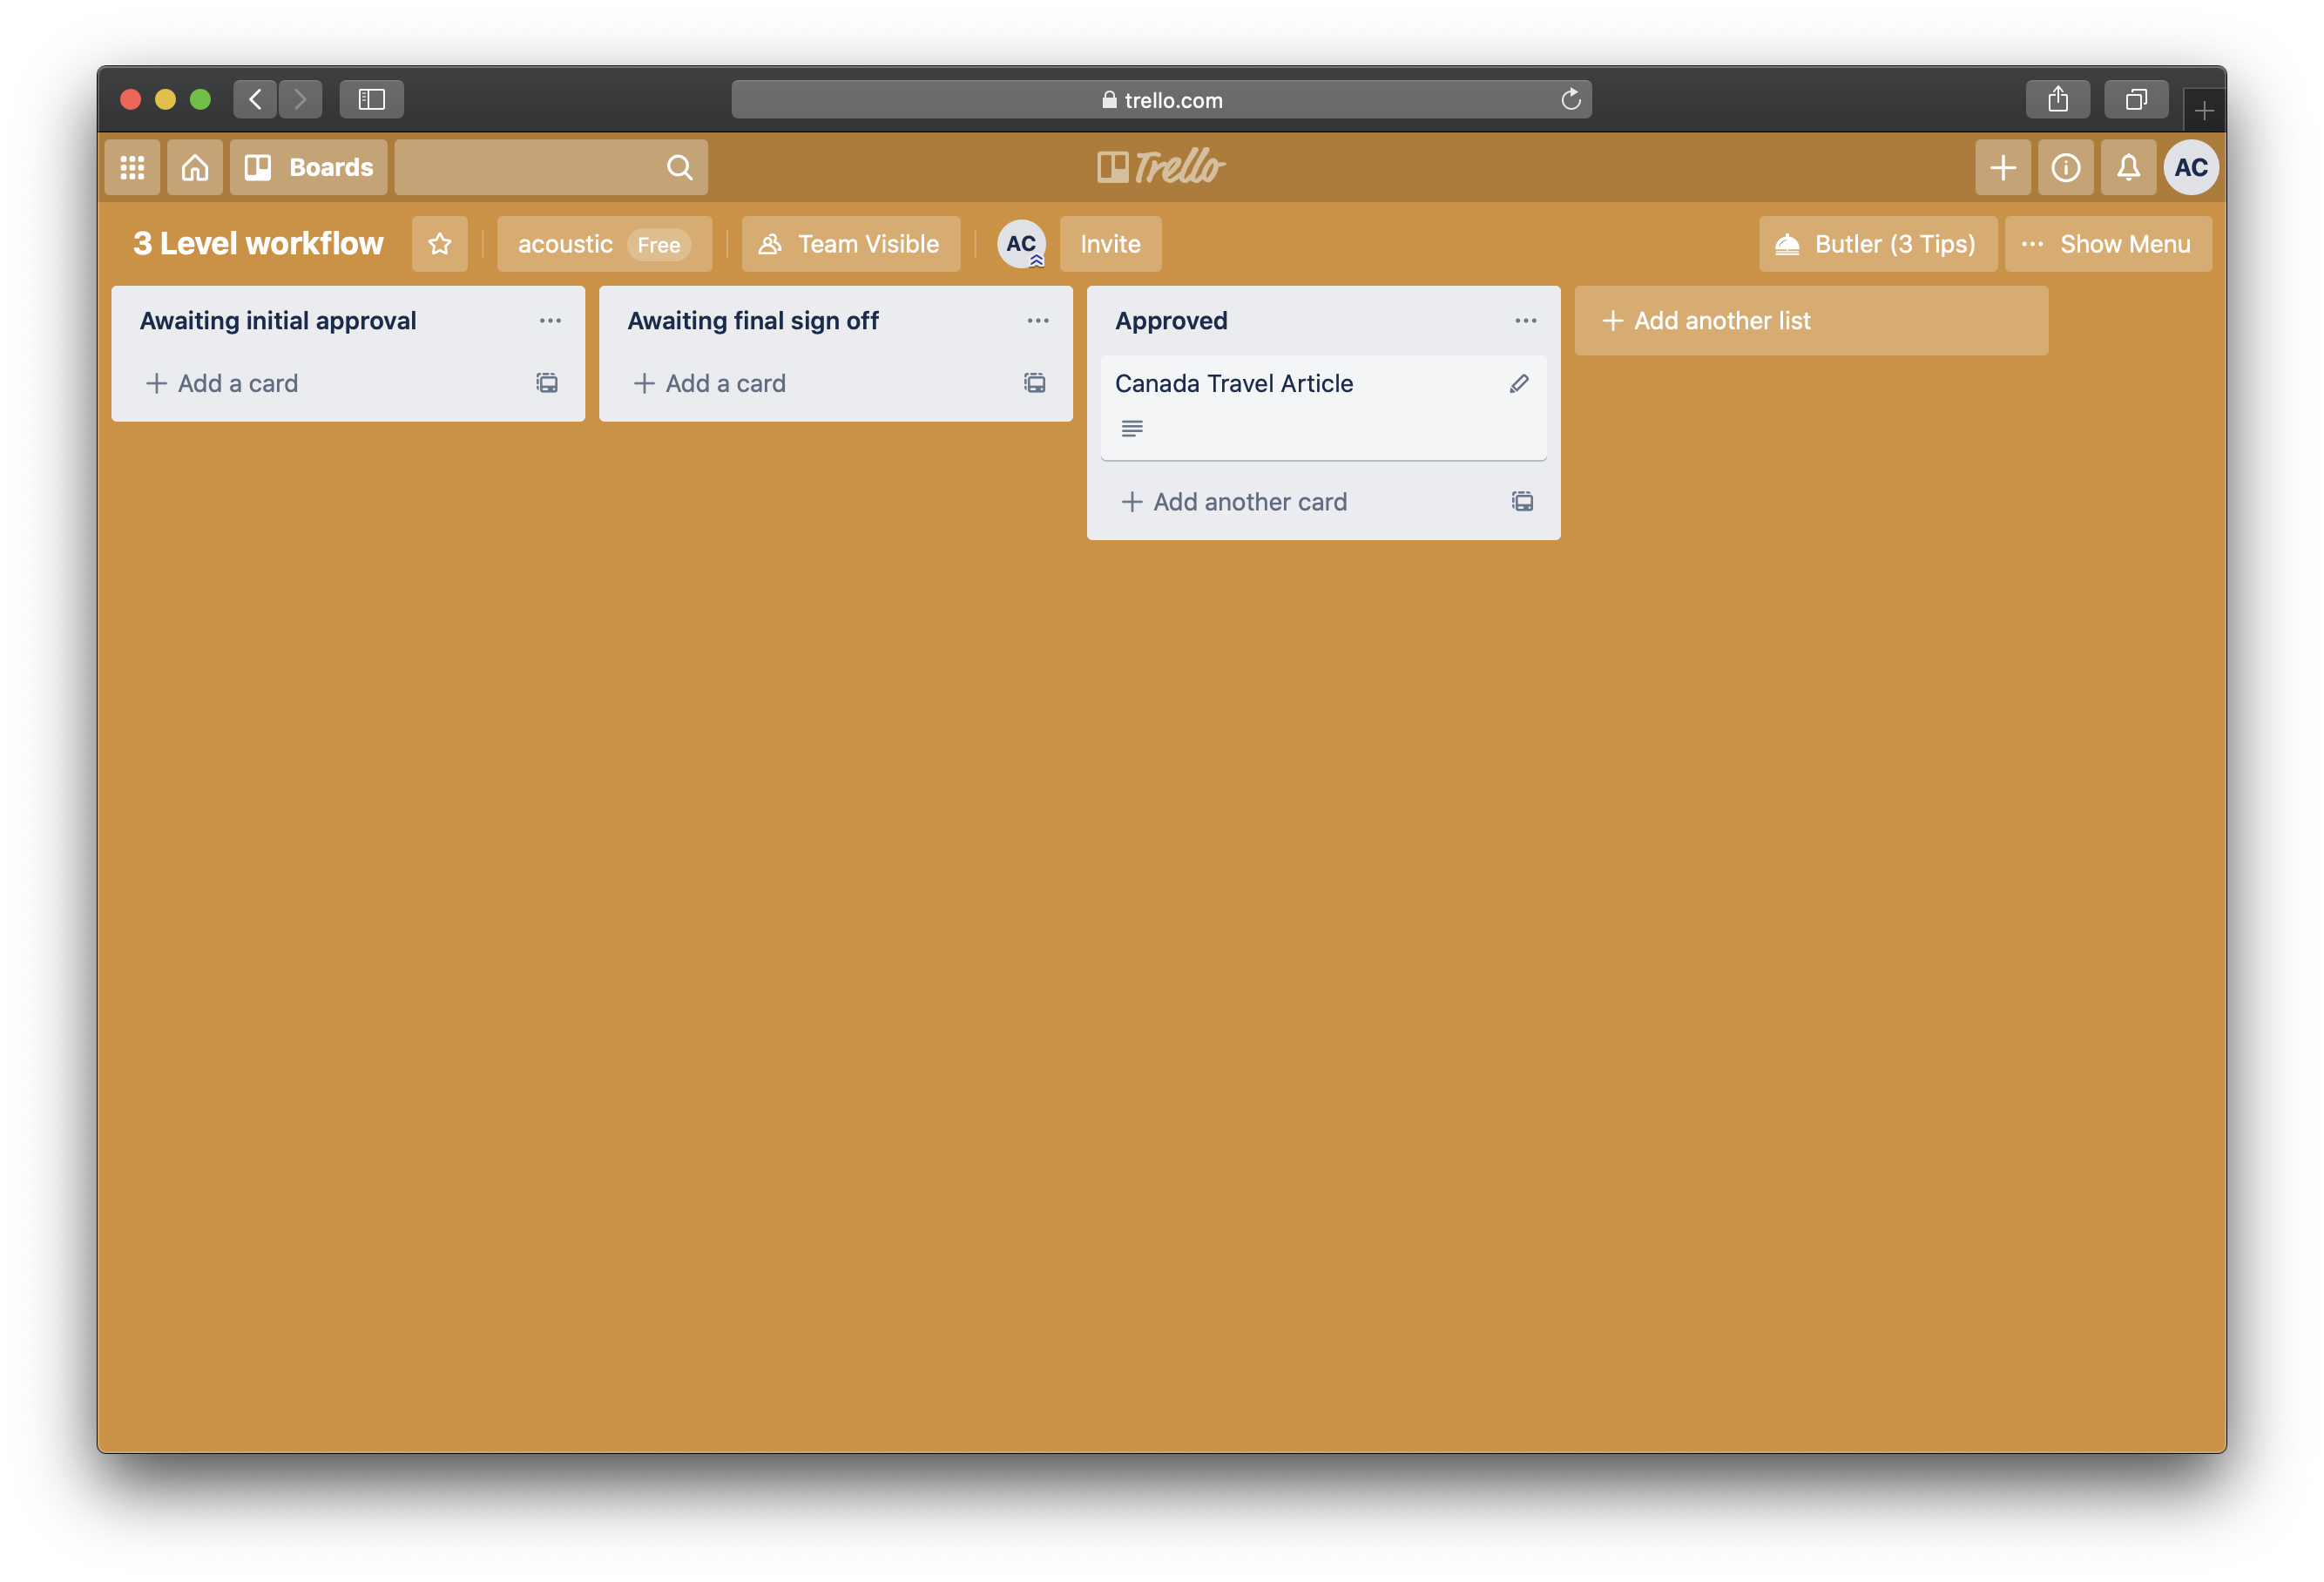 trello.com
Boards
Trello
AC
3 Level workflow
acoustic Free
Team Visible
AC
Invite
Butler (3 Tips)
Show Menu
Awaiting initial approval
Add a card
Awaiting final sign off
Add a card
Approved
Canada Travel Article
Add another card
Add another list